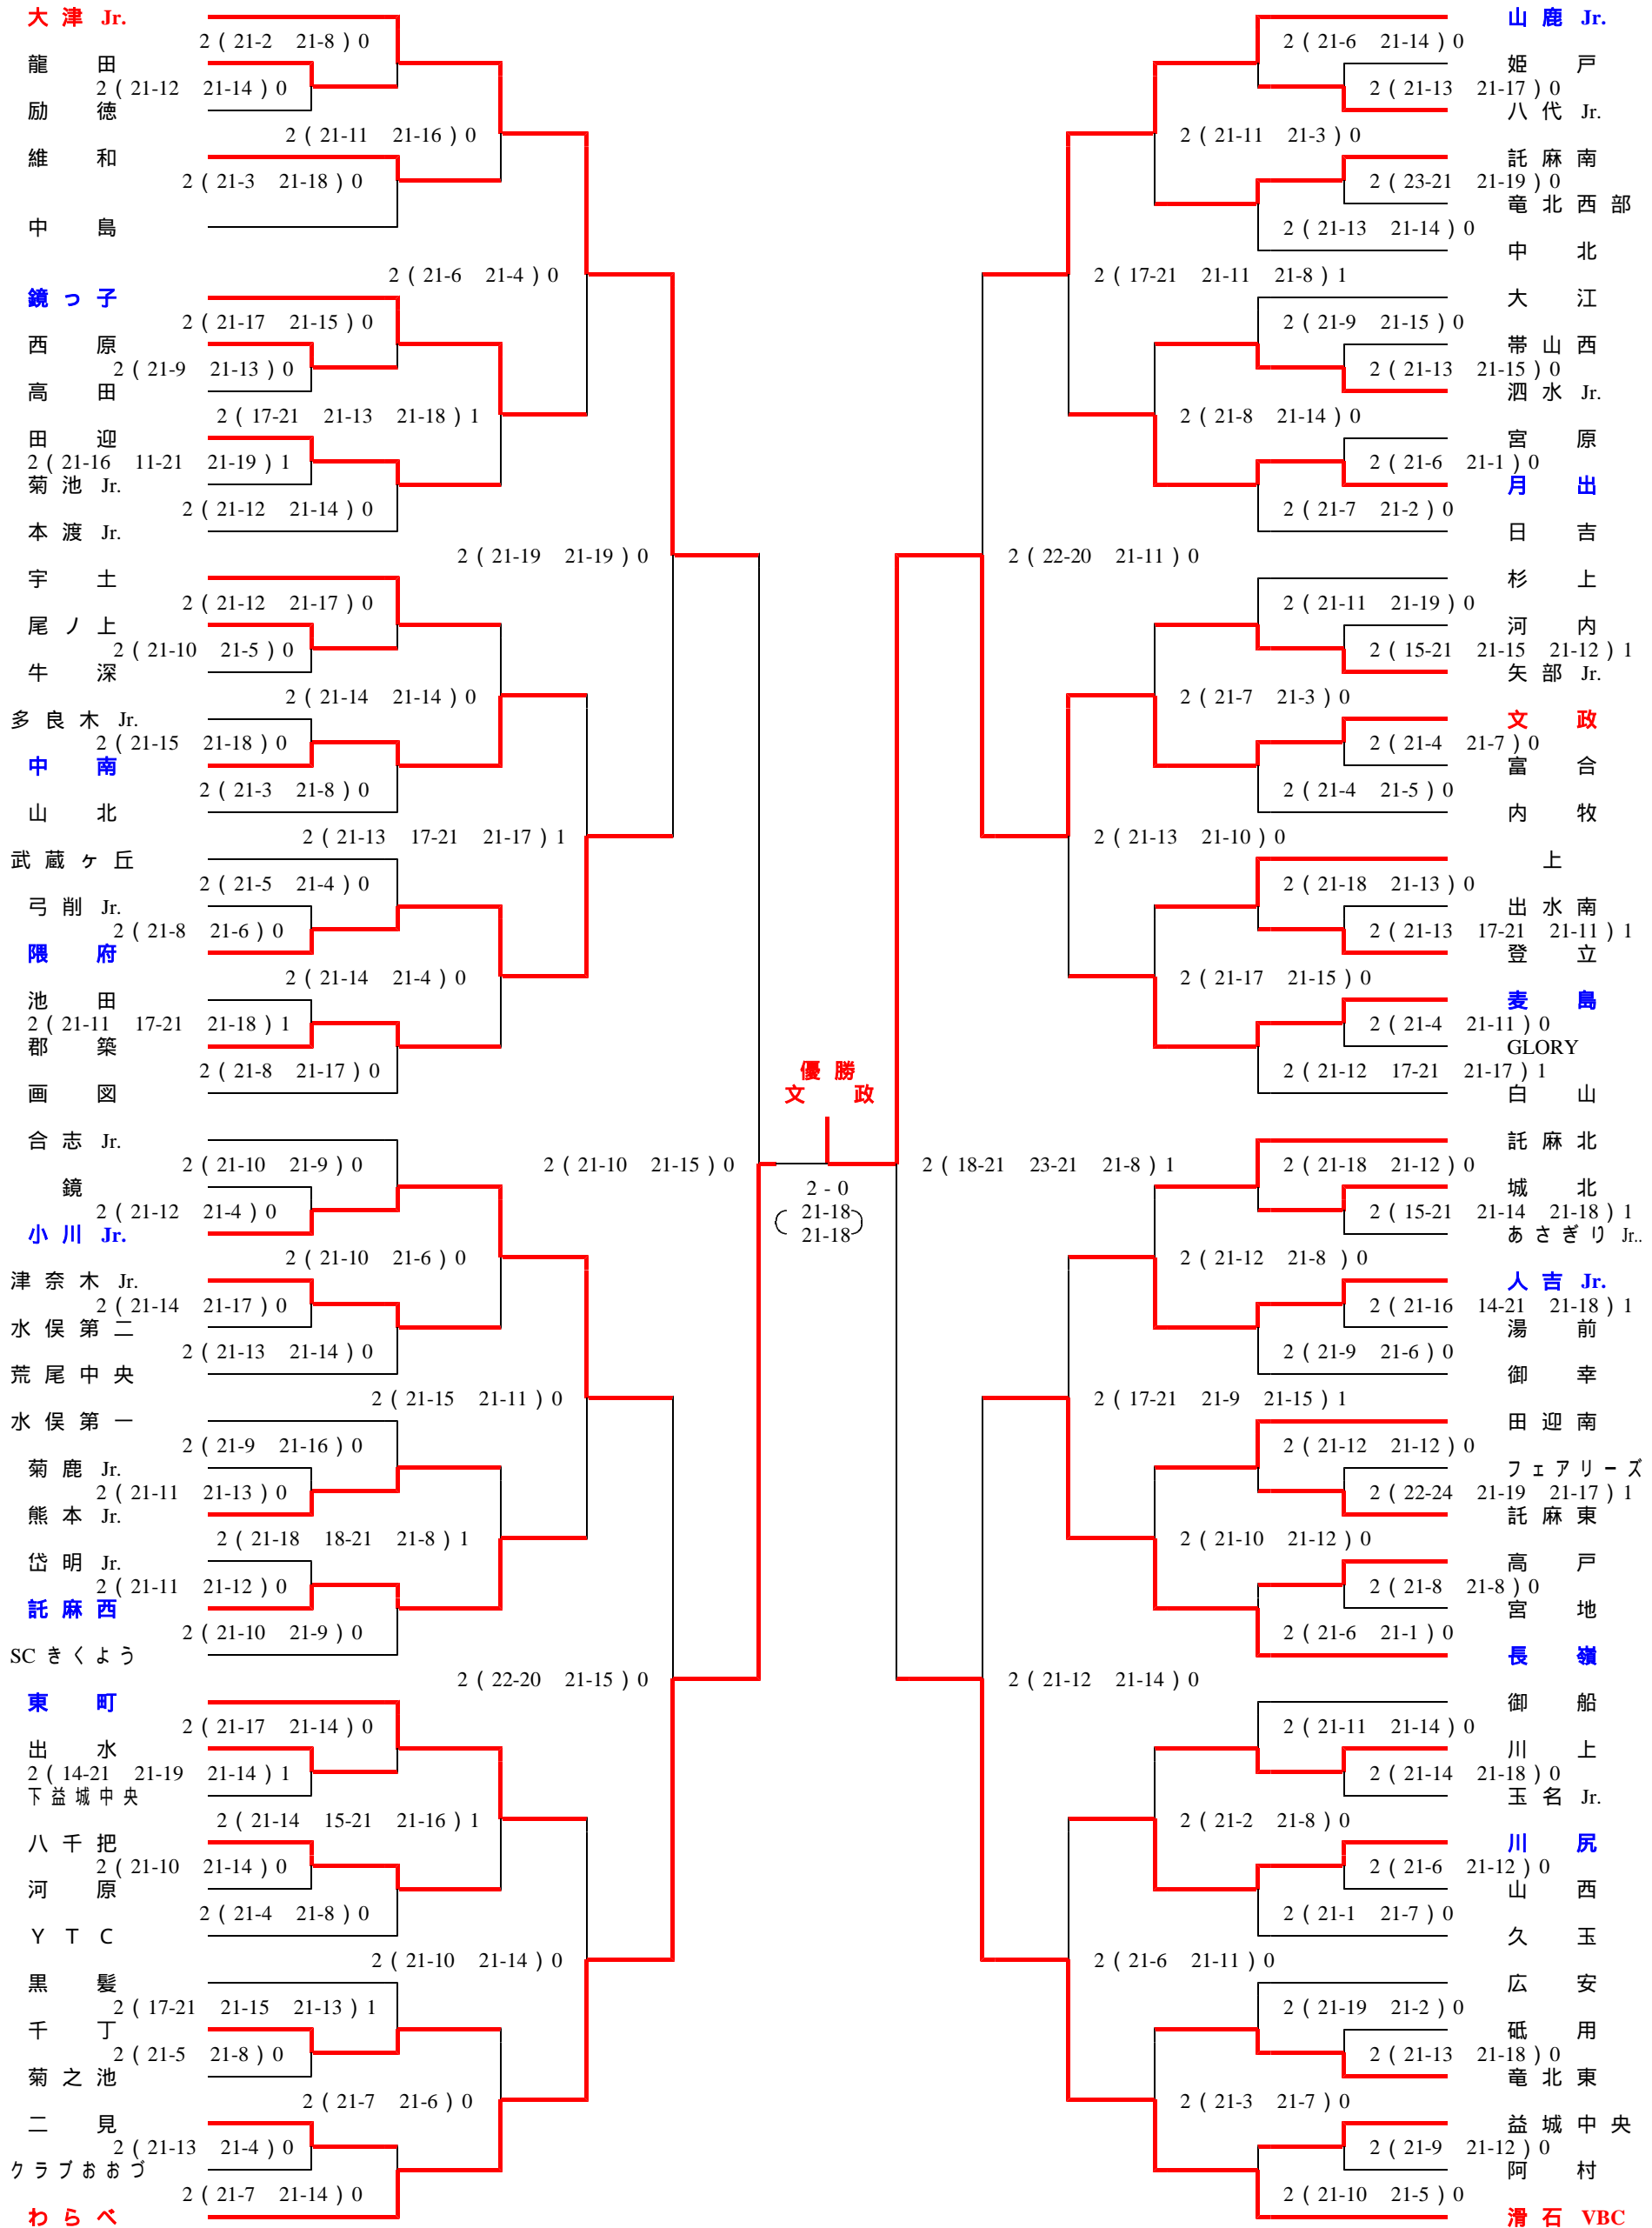 大津 Jr.
2 ( 21-2 21-8 ) 0
龍田
2 ( 21-12 21-14 ) 0
励徳
2 ( 21-11 21-16 ) 0
維和
2 ( 21-3 21-18 ) 0
中島
2 ( 21-6 21-4 ) 0
鏡っ子
2 ( 21-17 21-15 ) 0
西原
2 ( 21-9 21-13 ) 0
高田
2 ( 17-21 21-13 21-18 ) 1
田迎
2 ( 21-16 11-21 21-19 ) 1
菊池 Jr.
2 ( 21-12 21-14 ) 0
本渡 Jr.
2 ( 21-19 21-19 ) 0
宇土
2 ( 21-12 21-17 ) 0
尾ノ上
2 ( 21-10 21-5 ) 0
牛深
2 ( 21-14 21-14 ) 0
多良木 Jr.
2 ( 21-15 21-18 ) 0
中南
2 ( 21-3 21-8 ) 0
山北
2 ( 21-13 17-21 21-17 ) 1
武蔵ヶ丘
2 ( 21-5 21-4 ) 0
弓削 Jr.
2 ( 21-8 21-6 ) 0
隈府
2 ( 21-14 21-4 ) 0
池田
2 ( 21-11 17-21 21-18 ) 1
郡築
2 ( 21-8 21-17 ) 0
画図
合志 Jr.
2 ( 21-10 21-9 ) 0
2 ( 21-10 21-15 ) 0
鏡
2 ( 21-12 21-4 ) 0
小川 Jr.
2 ( 21-10 21-6 ) 0
津奈木 Jr.
2 ( 21-14 21-17 ) 0
水俣第二
2 ( 21-13 21-14 ) 0
荒尾中央
2 ( 21-15 21-11 ) 0
水俣第一
2 ( 21-9 21-16 ) 0
菊鹿 Jr.
2 ( 21-11 21-13 ) 0
熊本 Jr.
2 ( 21-18 18-21 21-8 ) 1
岱明 Jr.
2 ( 21-11 21-12 ) 0
託麻西
2 ( 21-10 21-9 ) 0
SC きくよう
2 ( 22-20 21-15 ) 0
東町
2 ( 21-17 21-14 ) 0
出水
2 ( 14-21 21-19 21-14 ) 1
下益城中央
2 ( 21-14 15-21 21-16 ) 1
八千把
2 ( 21-10 21-14 ) 0
河原
2 ( 21-4 21-8 ) 0
YTC
2 ( 21-10 21-14 ) 0
黒髪
2 ( 17-21 21-15 21-13 ) 1
千丁
2 ( 21-5 21-8 ) 0
菊之池
2 ( 21-7 21-6 ) 0
二見
2 ( 21-13 21-4 ) 0
クラブおおづ
2 ( 21-7 21-14 ) 0
わらべ
優勝
文政
2 - 0
( 21-18 )
21-18
山鹿 Jr.
2 ( 21-6 21-14 ) 0
姫戸
2 ( 21-13 21-17 ) 0
八代 Jr.
2 ( 21-11 21-3 ) 0
託麻南
2 ( 23-21 21-19 ) 0
竜北西部
2 ( 21-13 21-14 ) 0
中北
2 ( 17-21 21-11 21-8 ) 1
大江
2 ( 21-9 21-15 ) 0
帯山西
2 ( 21-13 21-15 ) 0
泗水 Jr.
2 ( 21-8 21-14 ) 0
宮原
2 ( 21-6 21-1 ) 0
月出
2 ( 21-7 21-2 ) 0
日吉
2 ( 22-20 21-11 ) 0
杉上
2 ( 21-11 21-19 ) 0
河内
2 ( 15-21 21-15 21-12 ) 1
矢部 Jr.
2 ( 21-7 21-3 ) 0
文政
2 ( 21-4 21-7 ) 0
富合
2 ( 21-4 21-5 ) 0
内牧
2 ( 21-13 21-10 ) 0
上
2 ( 21-18 21-13 ) 0
出水南
2 ( 21-13 17-21 21-11 ) 1
登立
2 ( 21-17 21-15 ) 0
麦島
2 ( 21-4 21-11 ) 0
GLORY
2 ( 21-12 17-21 21-17 ) 1
白山
託麻北
2 ( 18-21 23-21 21-8 ) 1
2 ( 21-18 21-12 ) 0
城北
2 ( 15-21 21-14 21-18 ) 1
あさぎり Jr..
2 ( 21-12 21-8 ) 0
人吉 Jr.
2 ( 21-16 14-21 21-18 ) 1
湯前
2 ( 21-9 21-6 ) 0
御幸
2 ( 17-21 21-9 21-15 ) 1
田迎南
2 ( 21-12 21-12 ) 0
フェアリーズ
2 ( 22-24 21-19 21-17 ) 1
託麻東
2 ( 21-10 21-12 ) 0
高戸
2 ( 21-8 21-8 ) 0
宮地
2 ( 21-6 21-1 ) 0
長嶺
2 ( 21-12 21-14 ) 0
御船
2 ( 21-11 21-14 ) 0
川上
2 ( 21-14 21-18 ) 0
玉名 Jr.
2 ( 21-2 21-8 ) 0
川尻
2 ( 21-6 21-12 ) 0
山西
2 ( 21-1 21-7 ) 0
久玉
2 ( 21-6 21-11 ) 0
広安
2 ( 21-19 21-2 ) 0
砥用
2 ( 21-13 21-18 ) 0
竜北東
2 ( 21-3 21-7 ) 0
益城中央
2 ( 21-9 21-12 ) 0
阿村
2 ( 21-10 21-5 ) 0
滑石 VBC